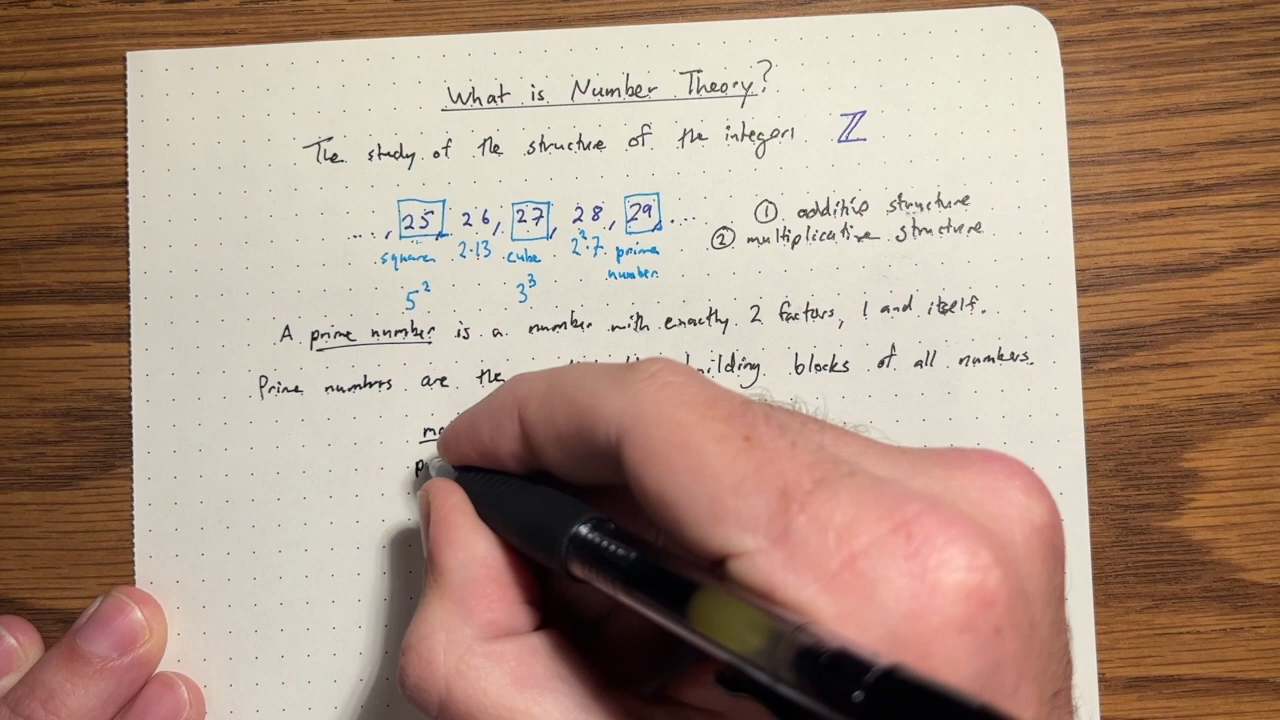 What is Number Theory?
The study of the structure of the integers ℤ
..., 25, 26, 27, 28, 29, ...
① additive structure
② multiplicative structure
square 2·13 cube 2²·7 prime number
5² 3³
A prime number is a number with exactly 2 factors, 1 and itself.
Prime numbers are the building blocks of all numbers.